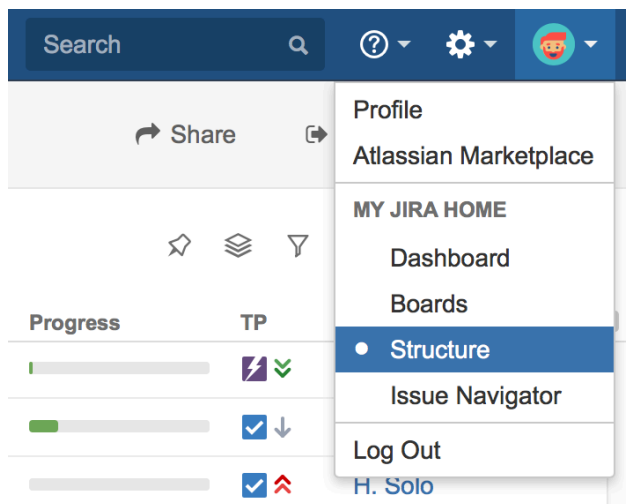 Search
Share
Profile
Atlassian Marketplace
MY JIRA HOME
Dashboard
Boards
Structure
Issue Navigator
Log Out
Progress TP
H. Solo